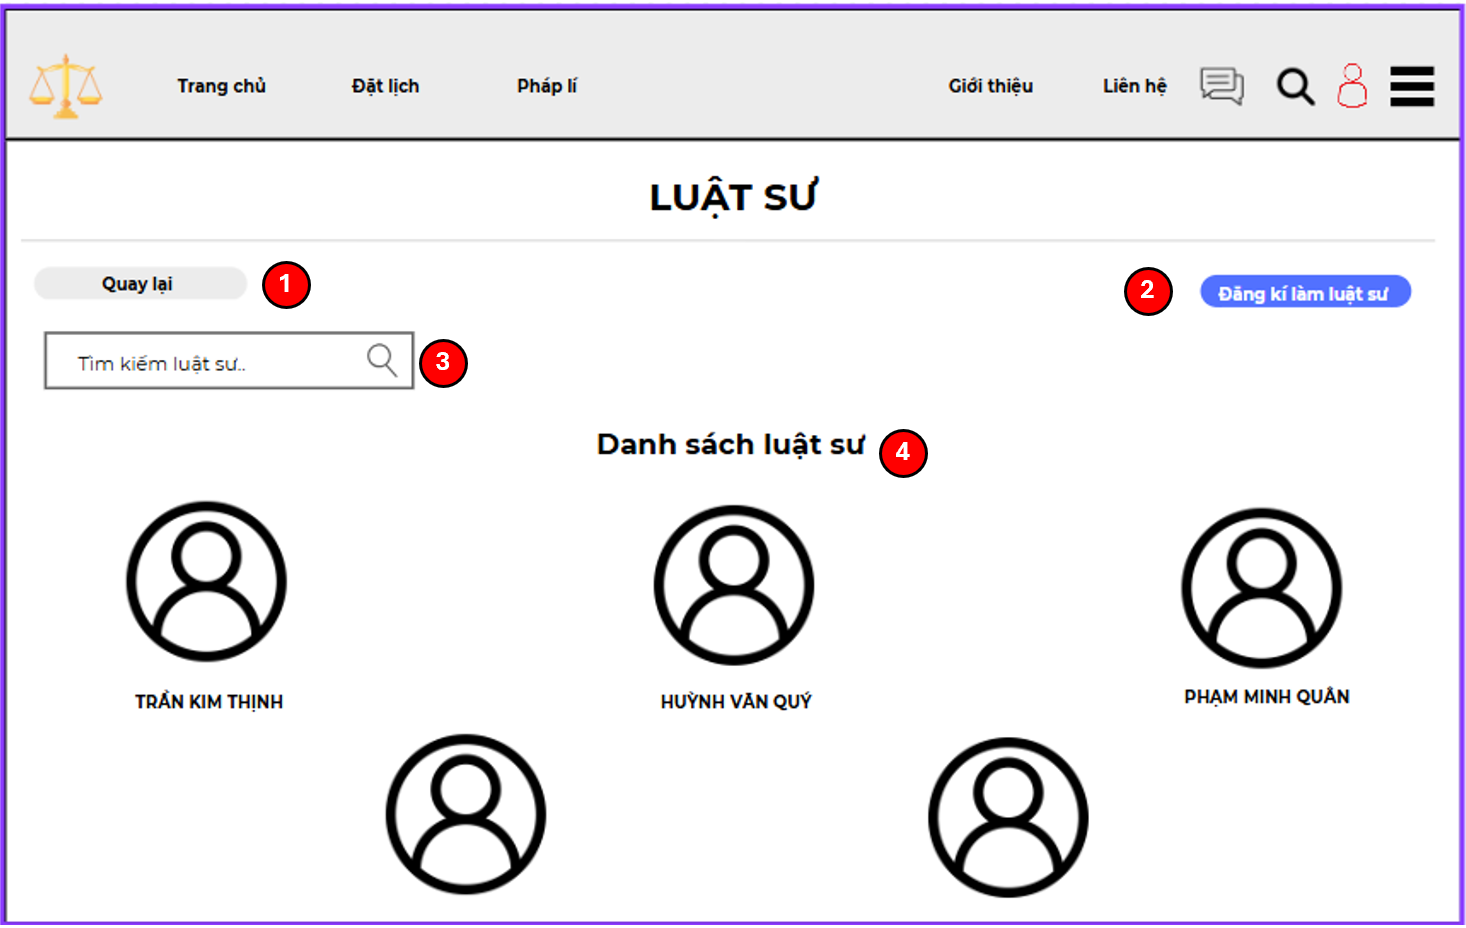 Trang chủ Đặt lịch Pháp lí Giới thiệu Liên hệ
LUẬT SƯ
Quay lại 1 2 Đăng kí làm luật sư
Tìm kiếm luật sư.. 3
Danh sách luật sư 4
TRẦN KIM THỊNH HUỲNH VĂN QUÝ PHẠM MINH QUÂN